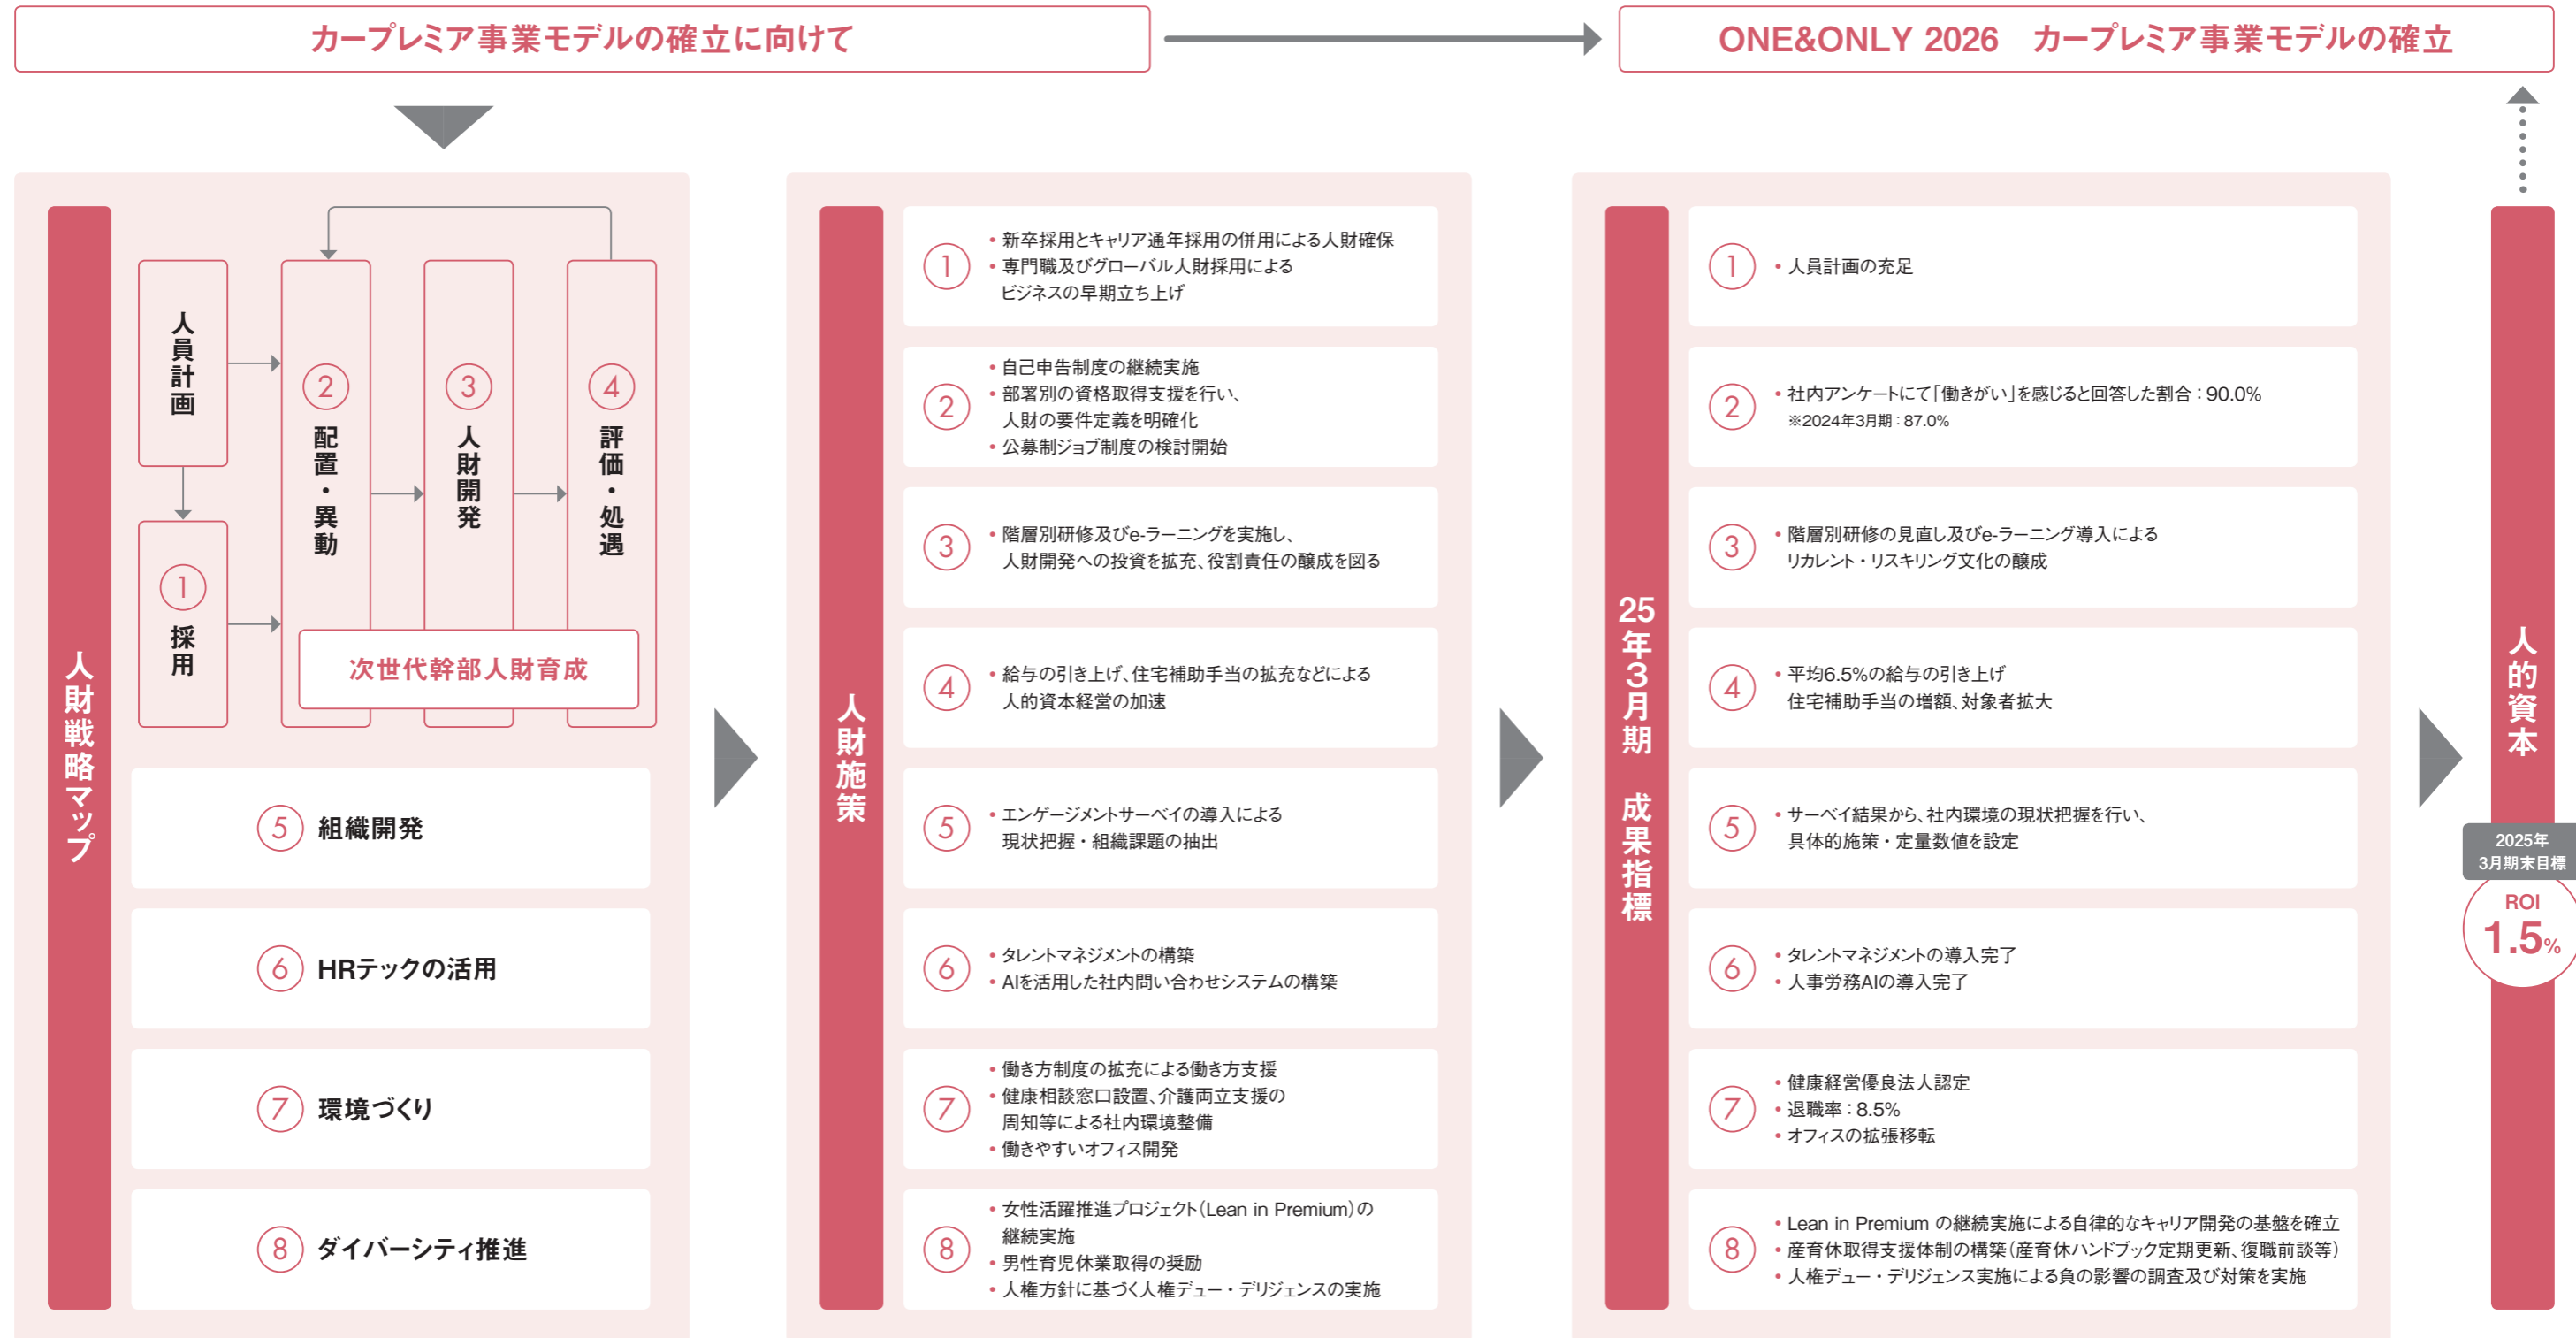 カープレミア事業モデルの確立に向けて
ONE&ONLY 2026　カープレミア事業モデルの確立
人財戦略マップ
人員計画
① 採用
② 配置・異動
③ 人財開発
④ 評価・処遇
次世代幹部人財育成
⑤ 組織開発
⑥ HRテックの活用
⑦ 環境づくり
⑧ ダイバーシティ推進
人財施策
①
• 新卒採用とキャリア通年採用の併用による人財確保
• 専門職及びグローバル人財採用による
ビジネスの早期立ち上げ
②
• 自己申告制度の継続実施
• 部署別の資格取得支援を行い、
人財の要件定義を明確化
• 公募制ジョブ制度の検討開始
③
• 階層別研修及びe-ラーニングを実施し、
人財開発への投資を拡充、役割責任の醸成を図る
④
• 給与の引き上げ、住宅補助手当の拡充などによる
人的資本経営の加速
⑤
• エンゲージメントサーベイの導入による
現状把握・組織課題の抽出
⑥
• タレントマネジメントの構築
• AIを活用した社内問い合わせシステムの構築
⑦
• 働き方制度の拡充による働き方支援
• 健康相談窓口設置、介護両立支援の
周知等による社内環境整備
• 働きやすいオフィス開発
⑧
• 女性活躍推進プロジェクト（Lean in Premium）の
継続実施
• 男性育児休業取得の奨励
• 人権方針に基づく人権デュー・デリジェンスの実施
25年3月期　成果指標
①
• 人員計画の充足
②
• 社内アンケートにて「働きがい」を感じると回答した割合：90.0%
※2024年3月期：87.0%
③
• 階層別研修の見直し及びe-ラーニング導入による
リカレント・リスキリング文化の醸成
④
• 平均6.5%の給与の引き上げ
住宅補助手当の増額、対象者拡大
⑤
• サーベイ結果から、社内環境の現状把握を行い、
具体的施策・定量数値を設定
⑥
• タレントマネジメントの導入完了
• 人事労務AIの導入完了
⑦
• 健康経営優良法人認定
• 退職率：8.5%
• オフィスの拡張移転
⑧
• Lean in Premium の継続実施による自律的なキャリア開発の基盤を確立
• 産育休取得支援体制の構築（産育休ハンドブック定期更新、復職前談等）
• 人権デュー・デリジェンス実施による負の影響の調査及び対策を実施
人的資本
2025年
3月期末目標
ROI
1.5%